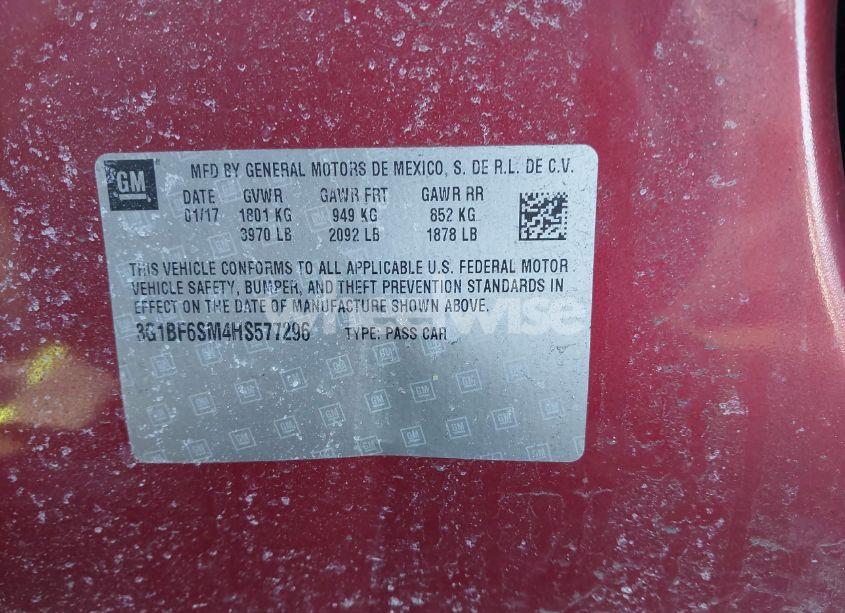 GM MFD BY GENERAL MOTORS DE MEXICO, S. DE R.L. DE C.V.
DATE GVWR GAWR FRT GAWR RR
01/17 1801 KG 949 KG 852 KG
3970 LB 2092 LB 1878 LB
THIS VEHICLE CONFORMS TO ALL APPLICABLE U.S. FEDERAL MOTOR
VEHICLE SAFETY, BUMPER, AND THEFT PREVENTION STANDARDS IN
EFFECT ON THE DATE OF MANUFACTURE SHOWN ABOVE.
3G1BF6SM4HS577296 TYPE: PASS CAR
wheelwise